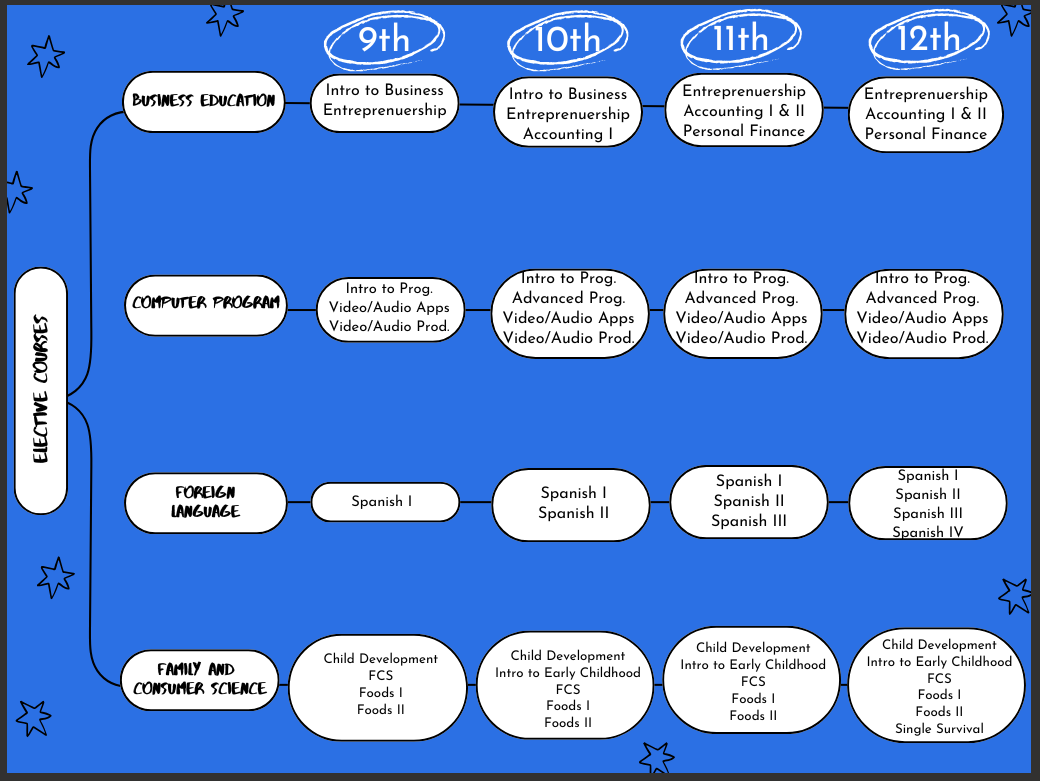 9th
10th
11th
12th
BUSINESS EDUCATION
Intro to Business
Entreprenuership
Intro to Business
Entreprenuership
Accounting I
Entreprenuership
Accounting I & II
Personal Finance
Entreprenuership
Accounting I & II
Personal Finance
ELECTIVE COURSES
COMPUTER PROGRAM
Intro to Prog.
Video/Audio Apps
Video/Audio Prod.
Intro to Prog.
Advanced Prog.
Video/Audio Apps
Video/Audio Prod.
Intro to Prog.
Advanced Prog.
Video/Audio Apps
Video/Audio Prod.
Intro to Prog.
Advanced Prog.
Video/Audio Apps
Video/Audio Prod.
FOREIGN
LANGUAGE
Spanish I
Spanish I
Spanish II
Spanish I
Spanish II
Spanish III
Spanish I
Spanish II
Spanish III
Spanish IV
FAMILY AND
CONSUMER SCIENCE
Child Development
FCS
Foods I
Foods II
Child Development
Intro to Early Childhood
FCS
Foods I
Foods II
Child Development
Intro to Early Childhood
FCS
Foods I
Foods II
Child Development
Intro to Early Childhood
FCS
Foods I
Foods II
Single Survival